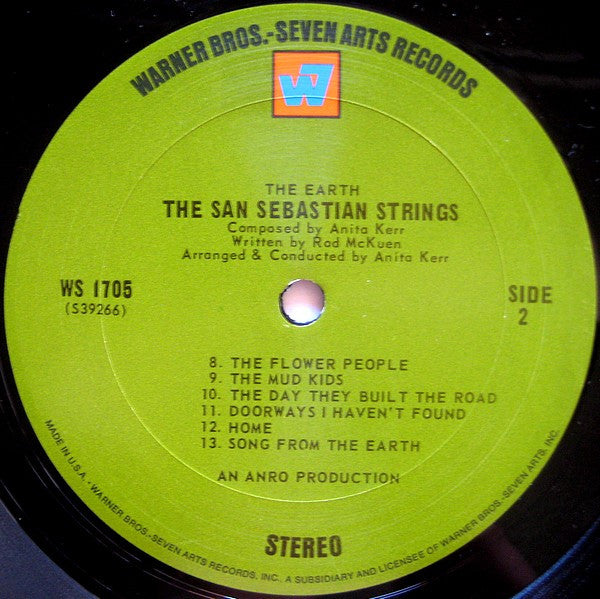 WARNER BROS.-SEVEN ARTS RECORDS
W7
THE EARTH
THE SAN SEBASTIAN STRINGS
Composed by Anita Kerr
Written by Rod McKuen
Arranged & Conducted by Anita Kerr
WS 1705
(S39266)
SIDE
2
8. THE FLOWER PEOPLE
9. THE MUD KIDS
10. THE DAY THEY BUILT THE ROAD
11. DOORWAYS I HAVEN'T FOUND
12. HOME
13. SONG FROM THE EARTH
AN ANRO PRODUCTION
STEREO
MADE IN U.S.A. • WARNER BROS.-SEVEN ARTS RECORDS, INC., A SUBSIDIARY AND LICENSEE OF WARNER BROS.-SEVEN ARTS, INC.